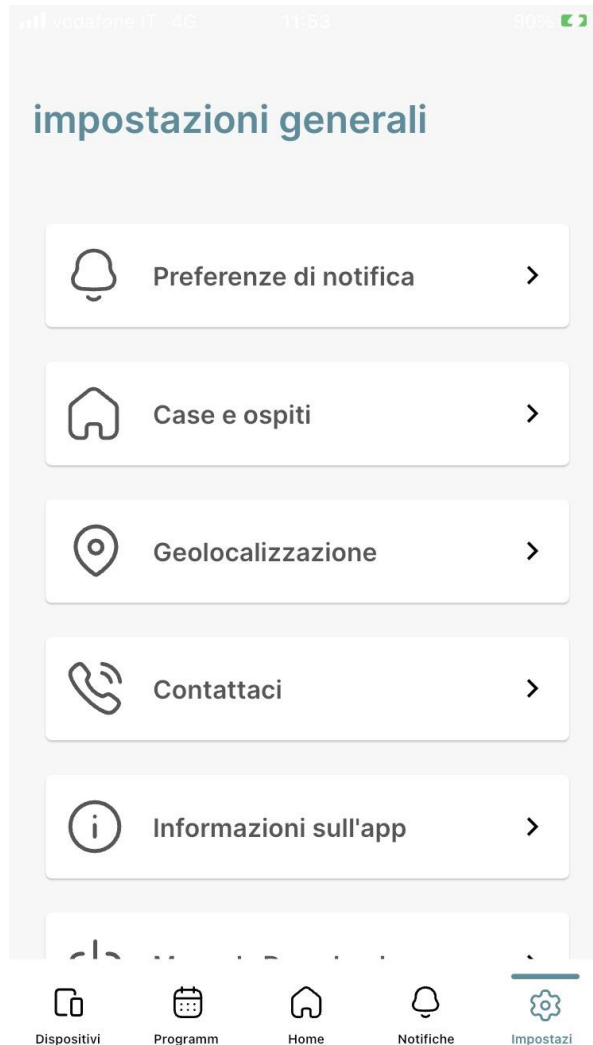 vodafone IT 4G 11:53 90%
impostazioni generali
Preferenze di notifica
Case e ospiti
Geolocalizzazione
Contattaci
Informazioni sull'app
Dispositivi Programm Home Notifiche Impostazi